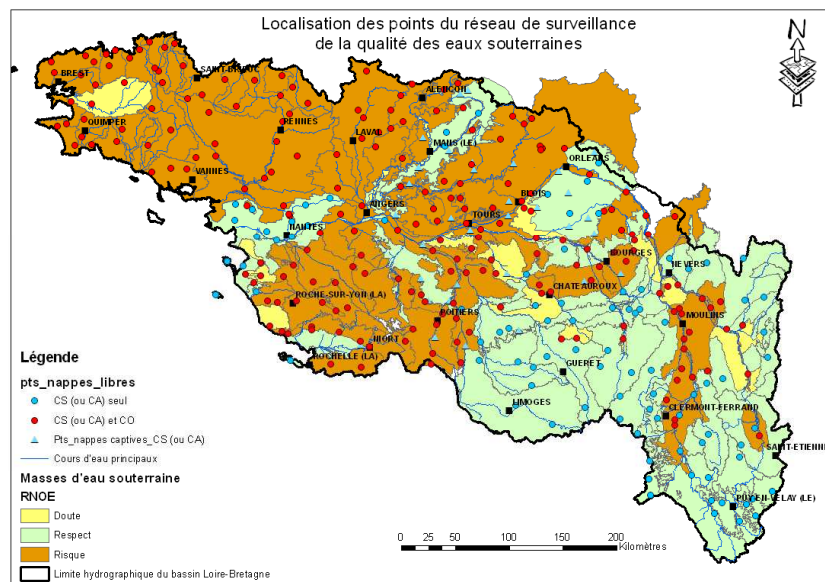 Localisation des points du réseau de surveillance
de la qualité des eaux souterraines
N
BREST
SAINT-BRIEUC
ALENCON
QUIMPER
RENNES
LAVAL
MANS (LE)
ORLEANS
VANNES
ANGERS
BLOIS
TOURS
NANTES
BOURGES
NEVERS
ROCHE-SUR-YON (LA)
CHATEAUROUX
POITIERS
MOULINS
NIORT
ROCHELLE (LA)
GUERET
LIMOGES
CLERMONT-FERRAND
SAINT-ETIENNE
PUY-EN-VELAY (LE)
Légende
pts_nappes_libres
CS (ou CA) seul
CS (ou CA) et CO
Pts_nappes captives_CS (ou CA)
Cours d'eau principaux
Masses d'eau souterraine
RNOE
Doute
Respect
Risque
Limite hydrographique du bassin Loire-Bretagne
0 25 50 100 150 200
Kilomètres